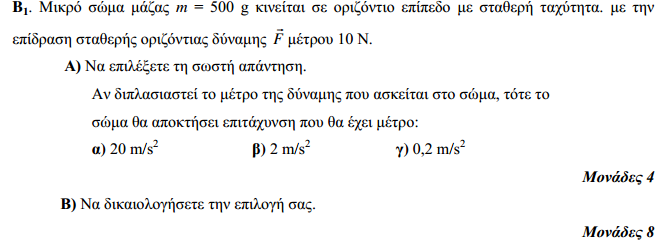 Β₁. Μικρό σώμα μάζας m = 500 g κινείται σε οριζόντιο επίπεδο με σταθερή ταχύτητα. με την
επίδραση σταθερής οριζόντιας δύναμης F⃗ μέτρου 10 N.
Α) Να επιλέξετε τη σωστή απάντηση.
Αν διπλασιαστεί το μέτρο της δύναμης που ασκείται στο σώμα, τότε το
σώμα θα αποκτήσει επιτάχυνση που θα έχει μέτρο:
α) 20 m/s² β) 2 m/s² γ) 0,2 m/s²
Μονάδες 4
Β) Να δικαιολογήσετε την επιλογή σας.
Μονάδες 8